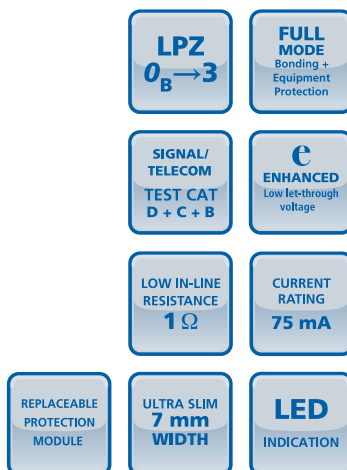 LPZ
0B→3
FULL
MODE
Bonding +
Equipment
Protection
SIGNAL/
TELECOM
TEST CAT
D + C + B
e
ENHANCED
Low let-through
voltage
LOW IN-LINE
RESISTANCE
1 Ω
CURRENT
RATING
75 mA
REPLACEABLE
PROTECTION
MODULE
ULTRA SLIM
7 mm
WIDTH
LED
INDICATION